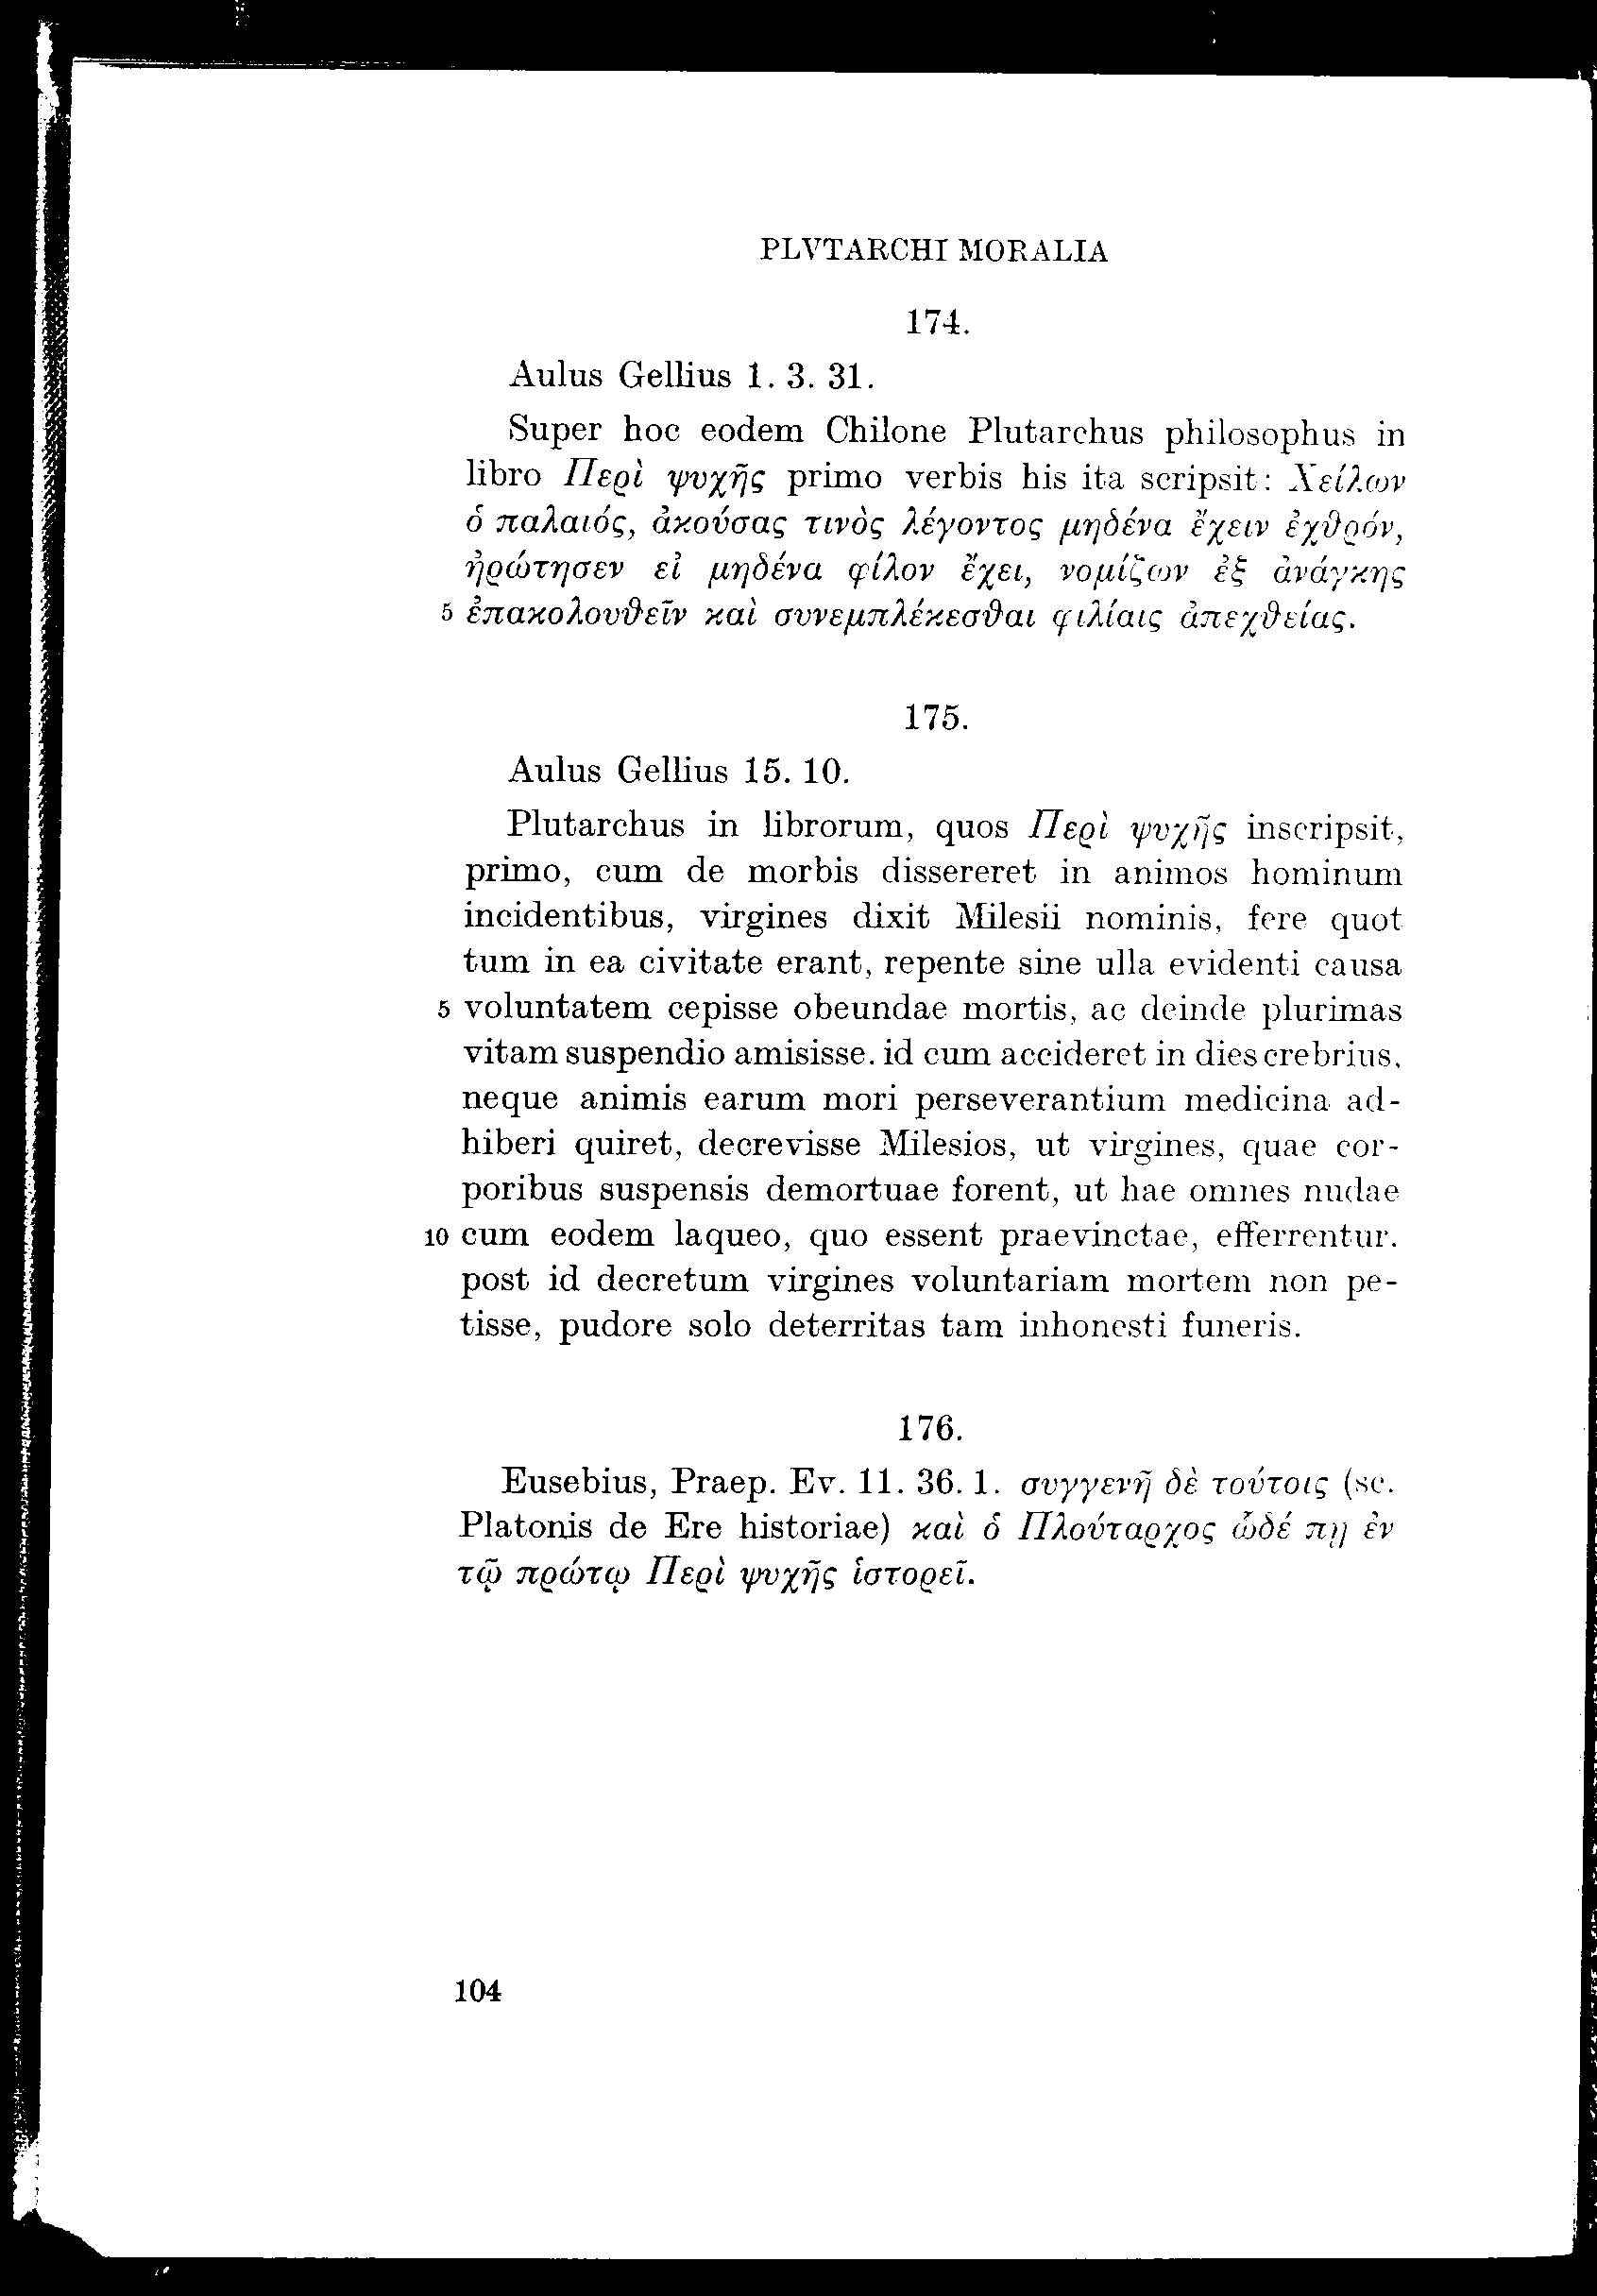 PLVTARCHI MORALIA
174.
Aulus Gellius 1. 3. 31.
Super hoc eodem Chilone Plutarchus philosophus in
libro Περὶ ψυχῆς primo verbis his ita scripsit: Χείλων
ὁ παλαιός, ἀκούσας τινὸς λέγοντος μηδένα ἔχειν ἐχθρόν,
ἠρώτησεν εἰ μηδένα φίλον ἔχει, νομίζων ἐξ ἀνάγκης
5 ἐπακολουθεῖν καὶ συνεμπλέκεσθαι φιλίαις ἀπεχθείας.
175.
Aulus Gellius 15. 10.
Plutarchus in librorum, quos Περὶ ψυχῆς inscripsit,
primo, cum de morbis dissereret in animos hominum
incidentibus, virgines dixit Milesii nominis, fere quot
tum in ea civitate erant, repente sine ulla evidenti causa
5 voluntatem cepisse obeundae mortis, ac deinde plurimas
vitam suspendio amisisse. id cum accideret in dies crebrius,
neque animis earum mori perseverantium medicina ad-
hiberi quiret, decrevisse Milesios, ut virgines, quae cor-
poribus suspensis demortuae forent, ut hae omnes nudae
10 cum eodem laqueo, quo essent praevinctae, efferrentur.
post id decretum virgines voluntariam mortem non pe-
tisse, pudore solo deterritas tam inhonesti funeris.
176.
Eusebius, Praep. Ev. 11. 36. 1. συγγενῆ δὲ τούτοις (sc.
Platonis de Ere historiae) καὶ ὁ Πλούταρχος ὧδέ πῃ ἐν
τῷ πρώτῳ Περὶ ψυχῆς ἱστορεῖ.
104